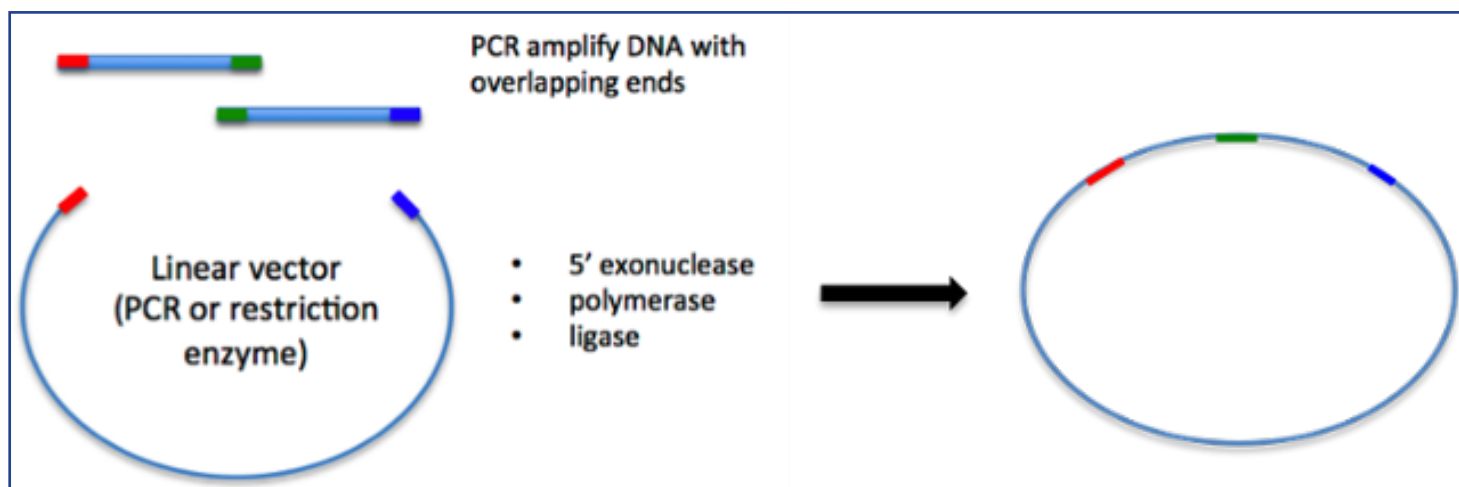 PCR amplify DNA with
overlapping ends
Linear vector
(PCR or restriction
enzyme)
• 5’ exonuclease
• polymerase
• ligase